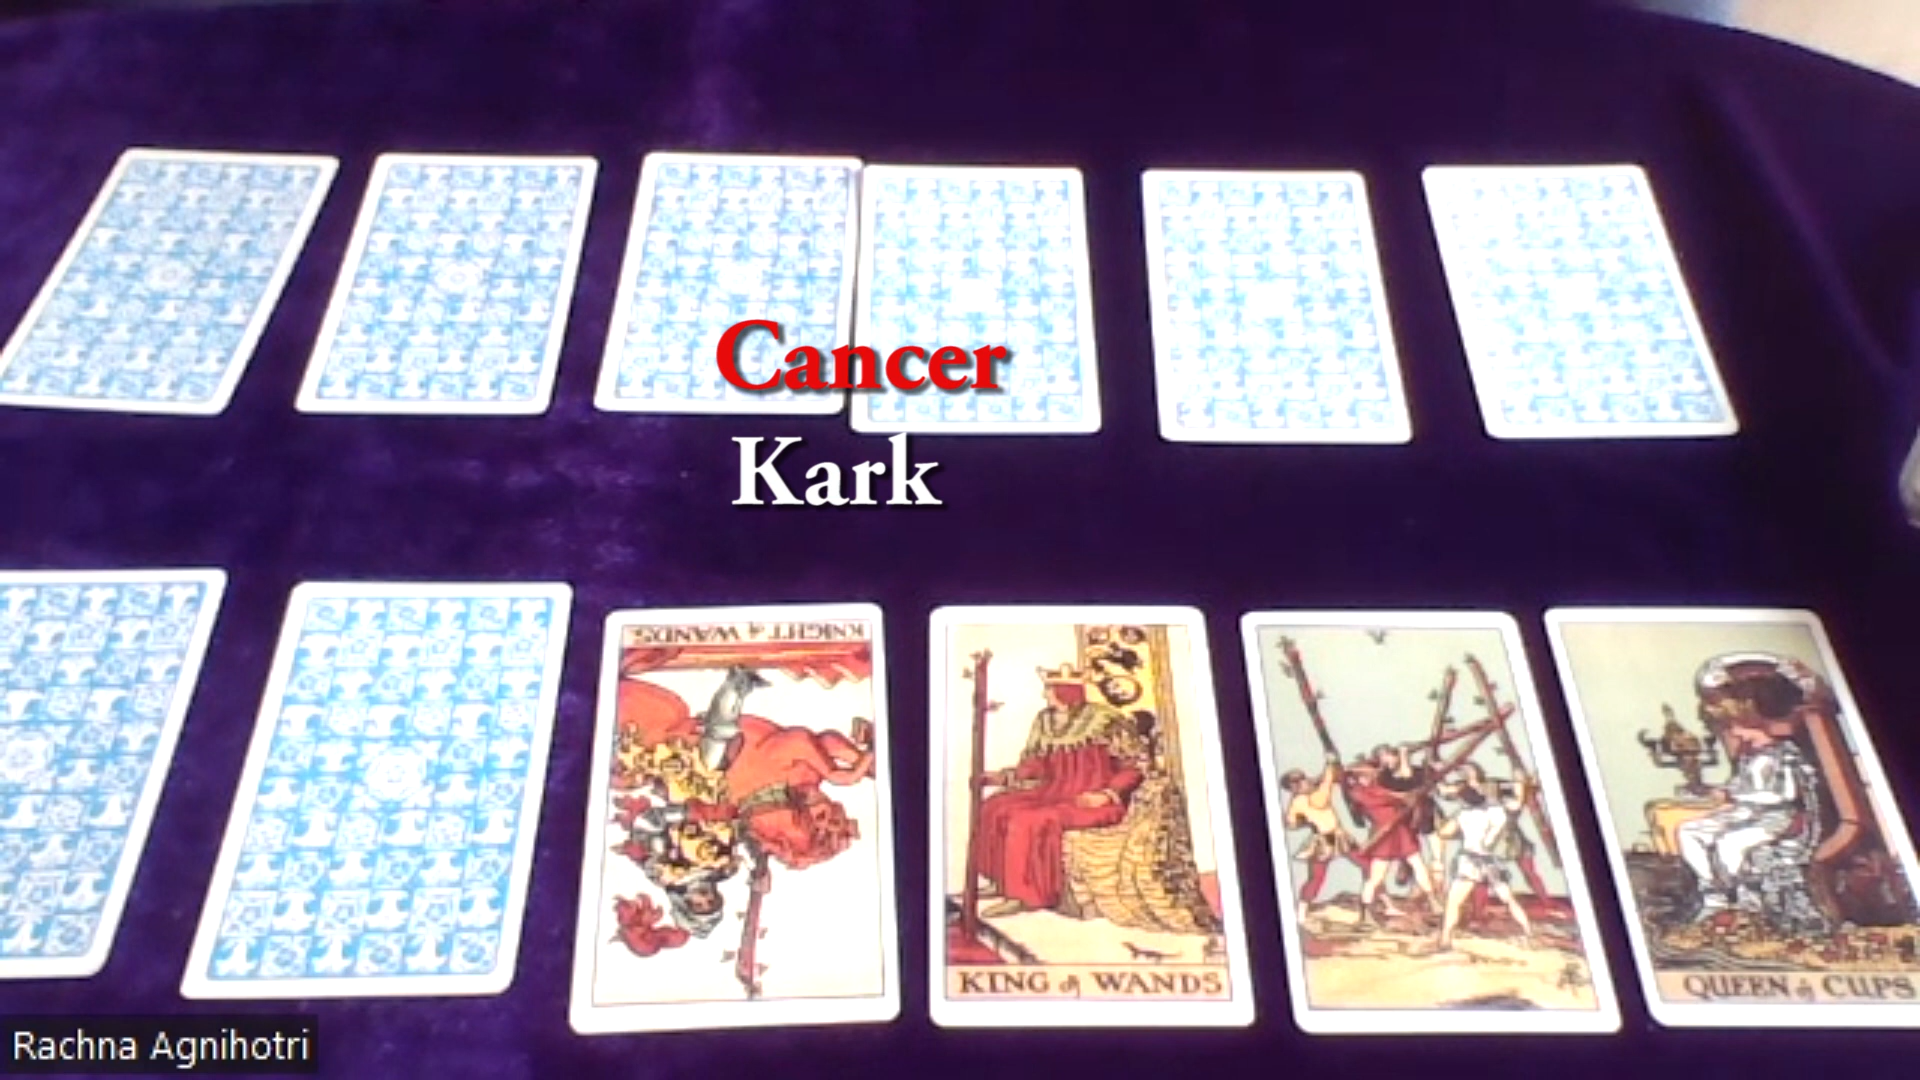 Cancer
Kark
KNIGHT of WANDS
KING of WANDS
V
QUEEN of CUPS
Rachna Agnihotri